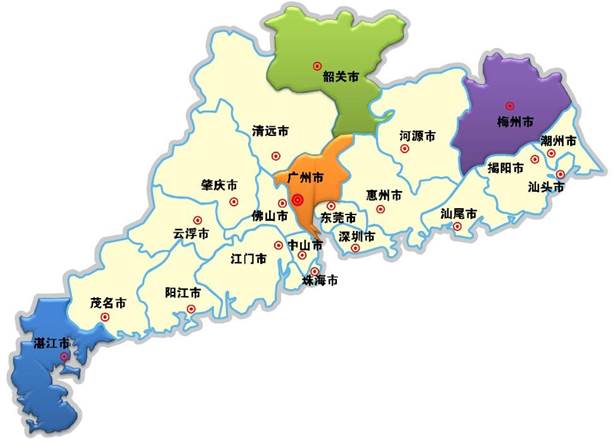 韶关市
梅州市
清远市
河源市
潮州市
揭阳市
汕头市
广州市
肇庆市
惠州市
佛山市
东莞市
汕尾市
云浮市
深圳市
江门市
中山市
珠海市
阳江市
茂名市
湛江市